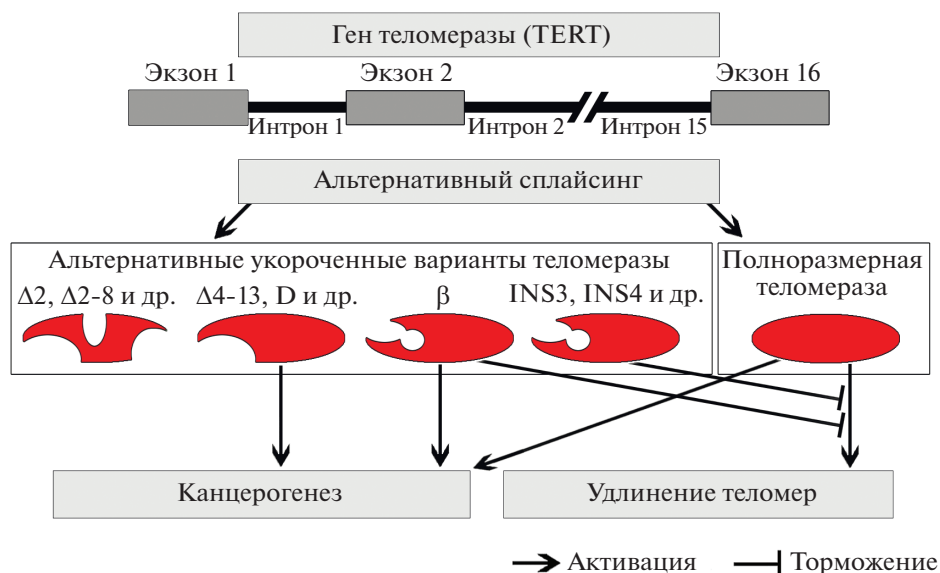 Ген теломеразы (TERT)
Экзон 1
Экзон 2
Экзон 16
Интрон 1
Интрон 2
Интрон 15
Альтернативный сплайсинг
Альтернативные укороченные варианты теломеразы
Δ2, Δ2-8 и др.
Δ4-13, D и др.
β
INS3, INS4 и др.
Полноразмерная
теломераза
Канцерогенез
Удлинение теломер
Активация
Торможение